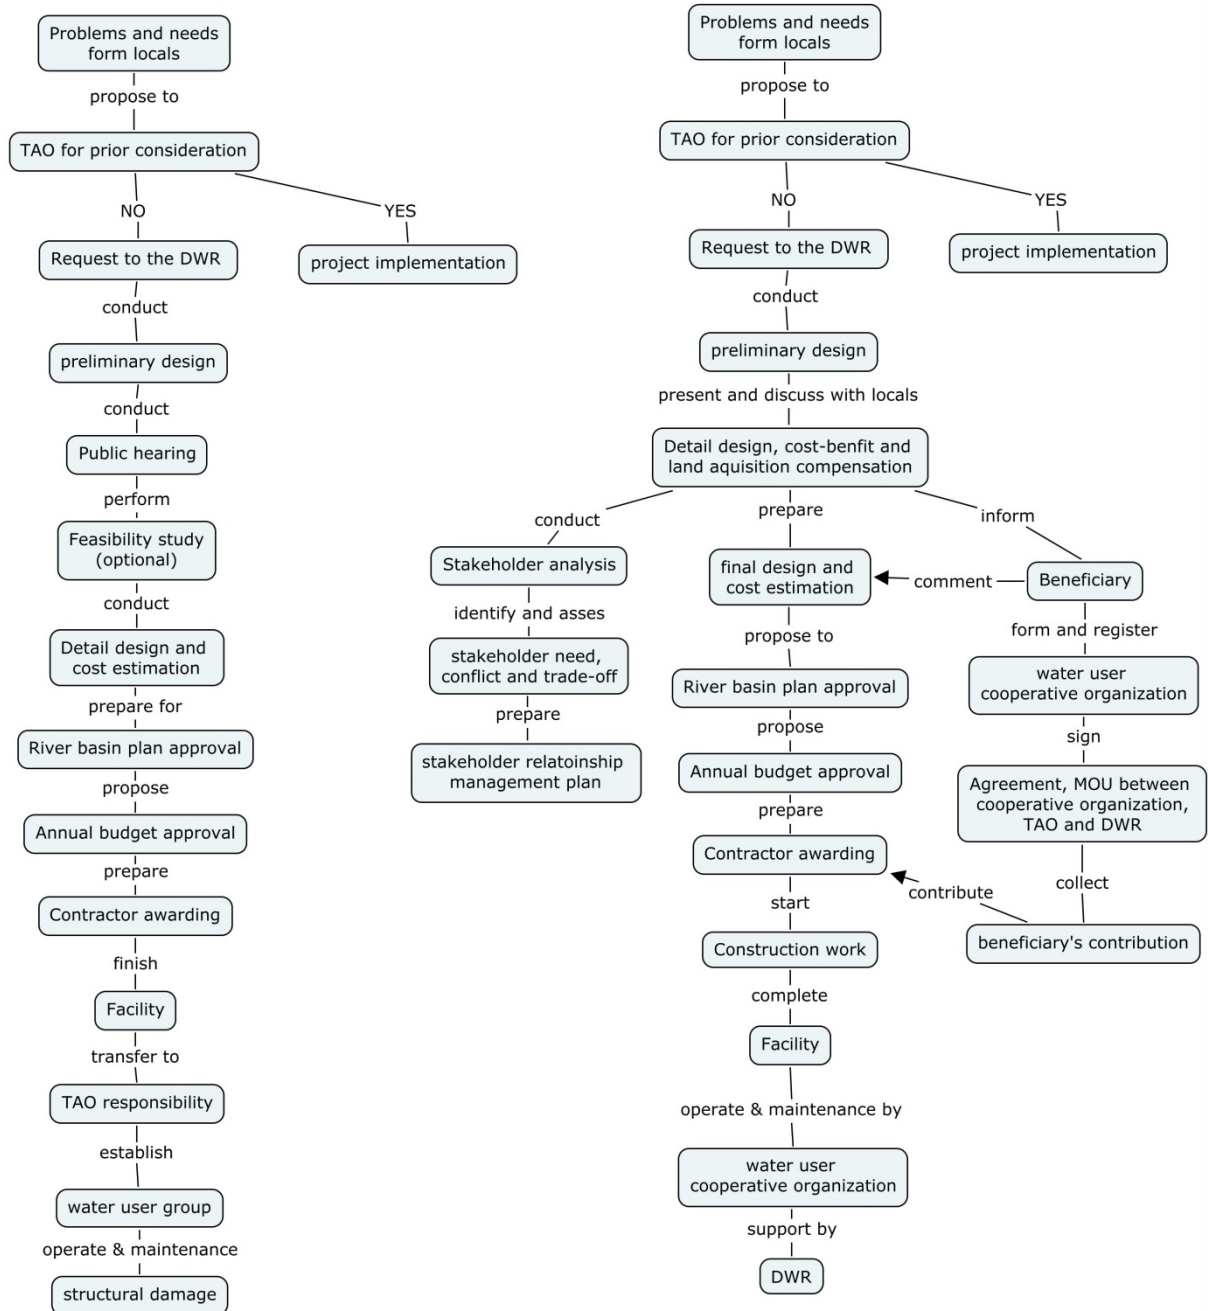 Problems and needs
form locals
propose to
TAO for prior consideration
NO
YES
Request to the DWR
project implementation
conduct
preliminary design
conduct
Public hearing
perform
Feasibility study
(optional)
conduct
Detail design and
cost estimation
prepare for
River basin plan approval
propose
Annual budget approval
prepare
Contractor awarding
finish
Facility
transfer to
TAO responsibility
establish
water user group
operate & maintenance
structural damage
Problems and needs
form locals
propose to
TAO for prior consideration
NO
YES
Request to the DWR
project implementation
conduct
preliminary design
present and discuss with locals
Detail design, cost-benfit and
land aquisition compensation
conduct
Stakeholder analysis
identify and asses
stakeholder need,
conflict and trade-off
prepare
stakeholder relatoinship
management plan
prepare
final design and
cost estimation
propose to
River basin plan approval
propose
Annual budget approval
prepare
Contractor awarding
start
Construction work
complete
Facility
operate & maintenance by
water user
cooperative organization
support by
DWR
inform
Beneficiary
comment
form and register
water user
cooperative organization
sign
Agreement, MOU between
cooperative organization,
TAO and DWR
collect
beneficiary's contribution
contribute